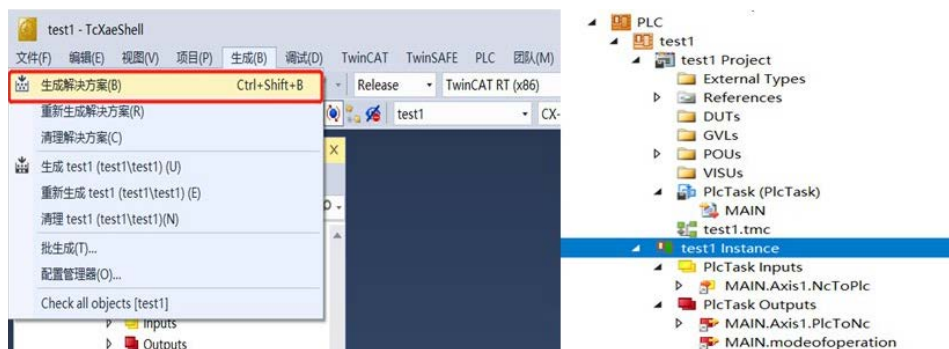 test1 - TcXaeShell
文件(F) 编辑(E) 视图(V) 项目(P) 生成(B) 调试(D) TwinCAT TwinSAFE PLC 团队(M)
生成解决方案(B) Ctrl+Shift+B
Release TwinCAT RT (x86)
重新生成解决方案(R)
test1 CX-
清理解决方案(C)
生成 test1 (test1\test1) (U)
重新生成 test1 (test1\test1) (E)
清理 test1 (test1\test1)(N)
批生成(T)...
配置管理器(O)...
Check all objects [test1]
Inputs
Outputs
PLC
test1
test1 Project
External Types
References
DUTs
GVLs
POUs
VISUs
PlcTask (PlcTask)
MAIN
test1.tmc
test1 Instance
PlcTask Inputs
MAIN.Axis1.NcToPlc
PlcTask Outputs
MAIN.Axis1.PlcToNc
MAIN.modeofoperation